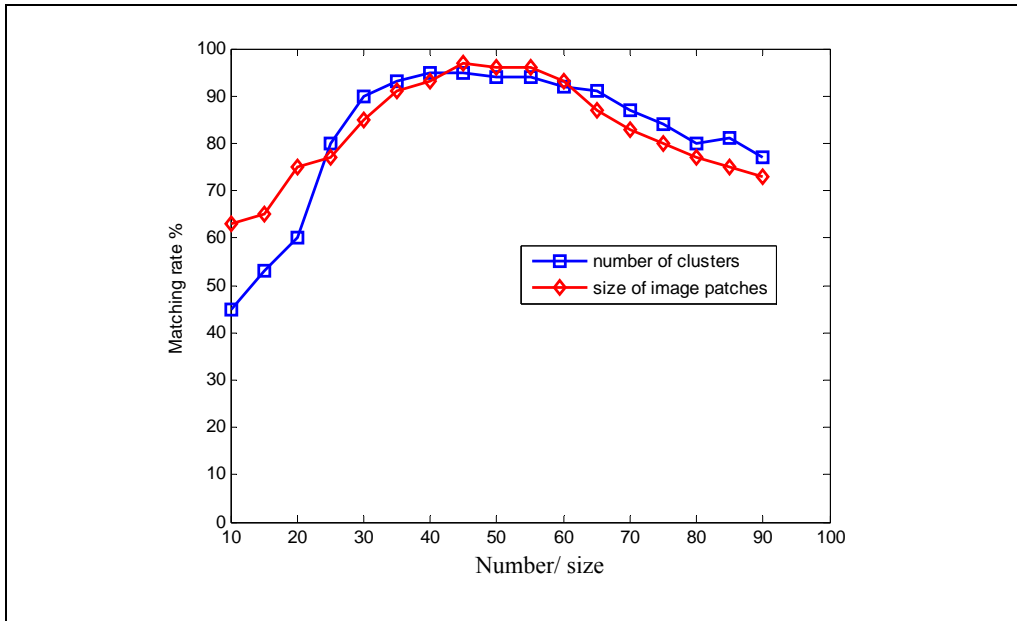 100
90
80
70
60
50
40
30
20
10
0
Matching rate %
number of clusters
size of image patches
10 20 30 40 50 60 70 80 90 100
Number/ size